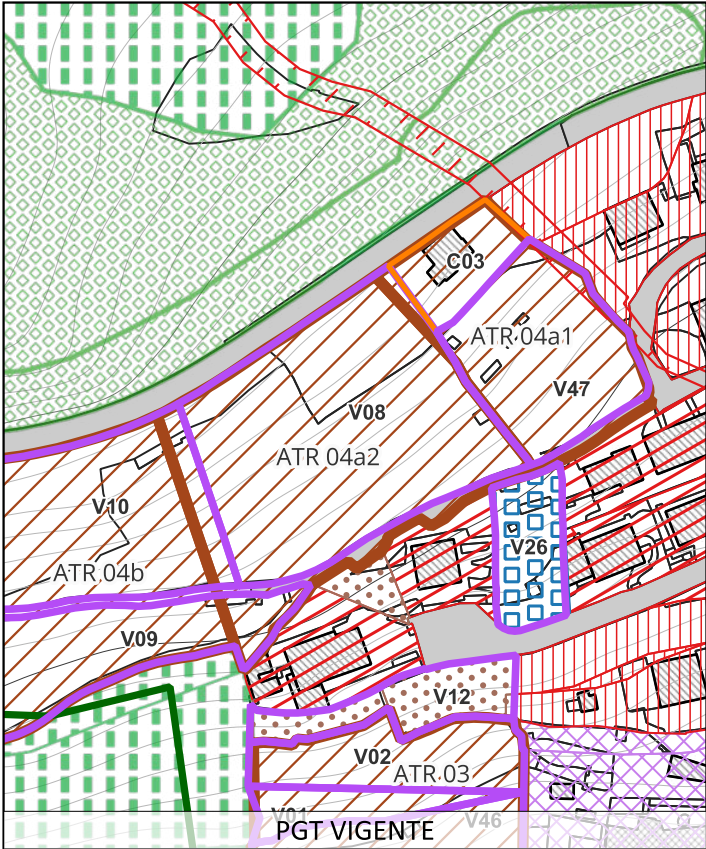 C03
ATR 04a1
V47
V08
ATR 04a2
V10
V26
ATR 04b
V09
V12
V02
ATR 03
V01
V46
PGT VIGENTE